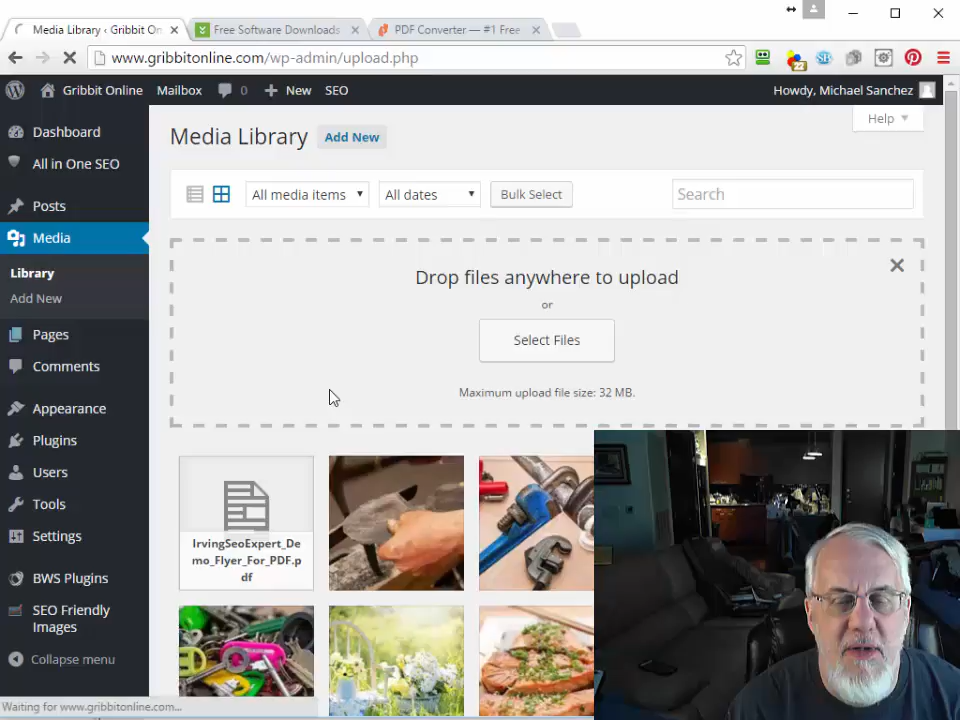 Media Library ‹ Gribbit On
Free Software Downloads
PDF Converter — #1 Free
www.gribbitonline.com/wp-admin/upload.php
22
Gribbit Online
Mailbox
0
New
SEO
Howdy, Michael Sanchez
Dashboard
All in One SEO
Posts
Media
Library
Add New
Pages
Comments
Appearance
Plugins
Users
Tools
Settings
BWS Plugins
SEO Friendly
Images
Collapse menu
Media Library
Add New
Help
All media items
All dates
Bulk Select
Search
Drop files anywhere to upload
or
Select Files
Maximum upload file size: 32 MB.
IrvingSeoExpert_De
mo_Flyer_For_PDF.p
df
Waiting for www.gribbitonline.com...